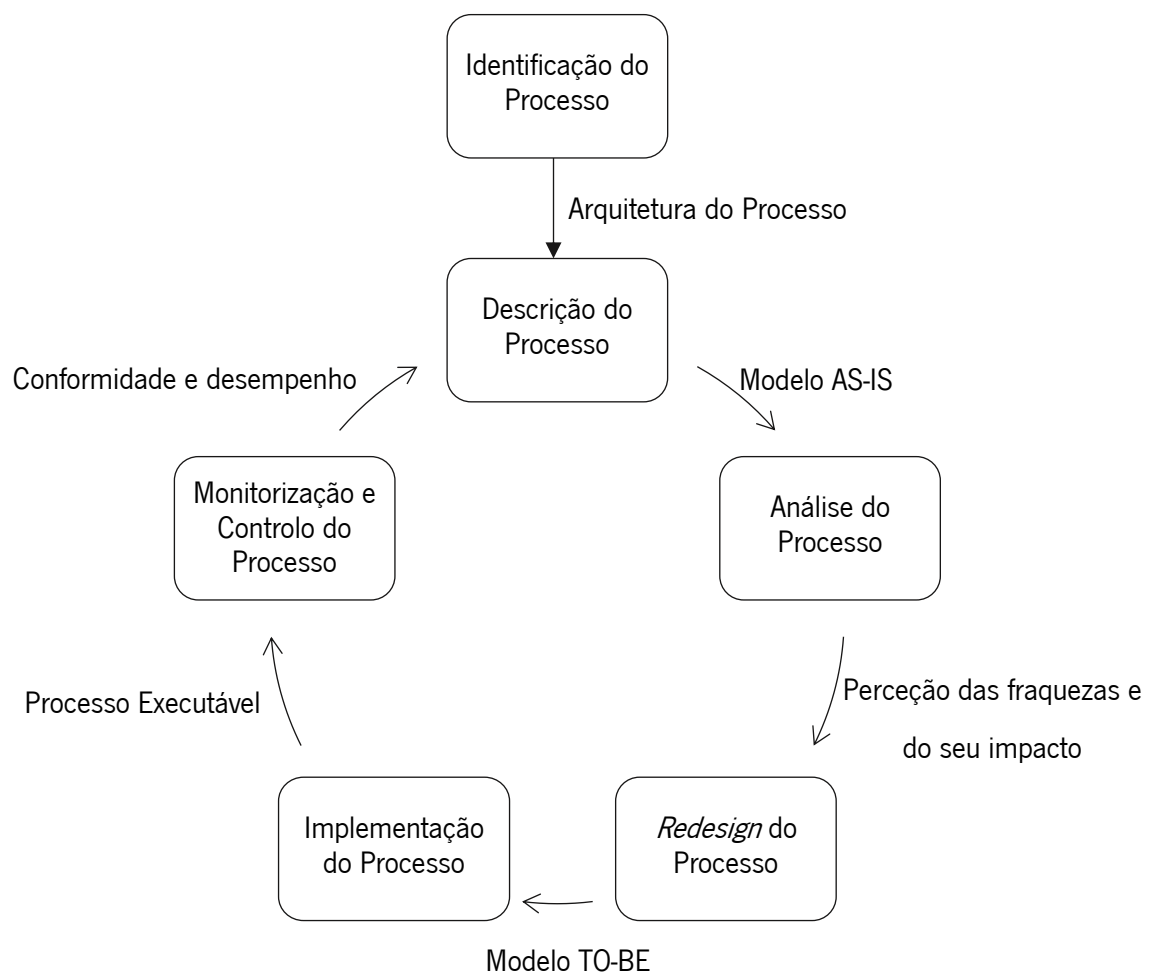 Identificação do
Processo
Arquitetura do Processo
Descrição do
Processo
Conformidade e desempenho
Modelo AS-IS
Monitorização e
Controlo do
Processo
Análise do
Processo
Processo Executável
Perceção das fraquezas e
do seu impacto
Implementação
do Processo
Redesign do
Processo
Modelo TO-BE